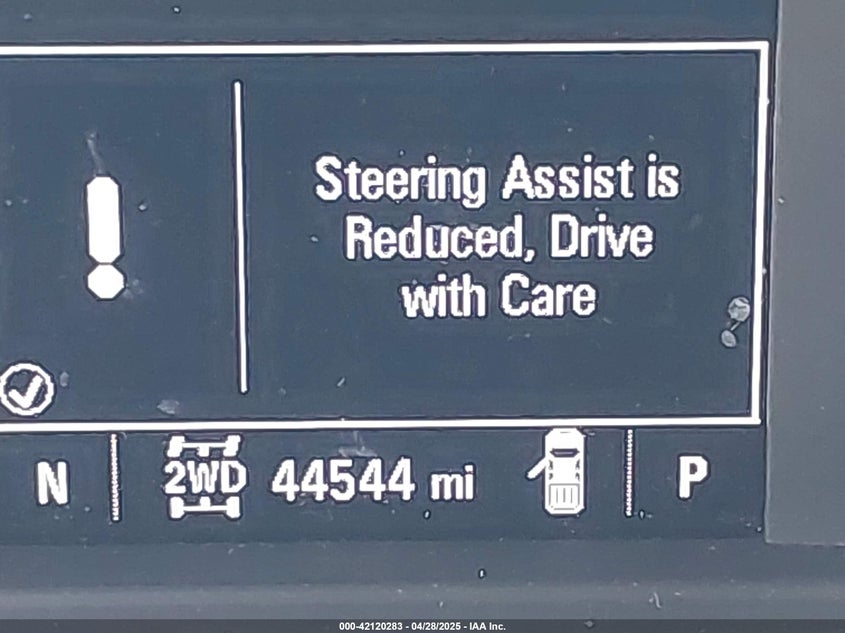 Steering Assist is
Reduced, Drive
with Care
N 2WD 44544 mi P
000-42120283 - 04/28/2025 - IAA Inc.